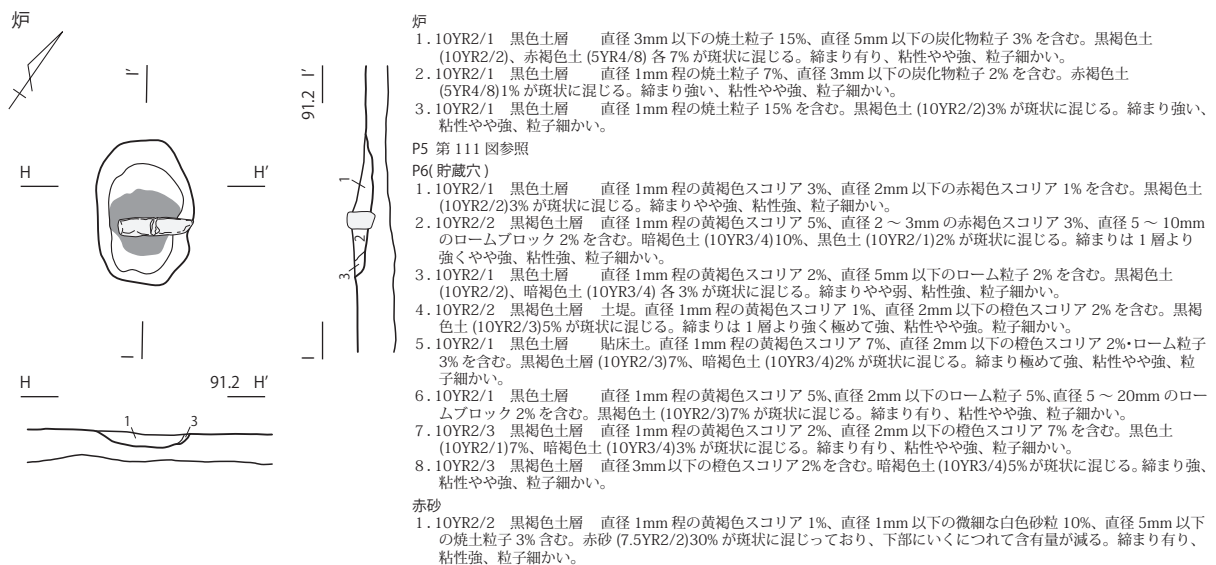 炉
I'
91.2 I'
H
H'
1
2
3
I
I
H
91.2 H'
1
3
炉
1 . 10YR2/1 黒色土層 直径 3mm 以下の焼土粒子 15%、直径 5mm 以下の炭化物粒子 3% を含む。黒褐色土
(10YR2/2)、赤褐色土 (5YR4/8) 各 7% が斑状に混じる。締まり有り、粘性やや強、粒子細かい。
2 . 10YR2/1 黒色土層 直径 1mm 程の焼土粒子 7%、直径 3mm 以下の炭化物粒子 2% を含む。赤褐色土
(5YR4/8)1% が斑状に混じる。締まり強い、粘性やや強、粒子細かい。
3 . 10YR2/1 黒色土層 直径 1mm 程の焼土粒子 15% を含む。黒褐色土 (10YR2/2)3% が斑状に混じる。締まり強い、
粘性やや強、粒子細かい。
P5 第 111 図参照
P6( 貯蔵穴 )
1 . 10YR2/1 黒色土層 直径 1mm 程の黄褐色スコリア 3%、直径 2mm 以下の赤褐色スコリア 1% を含む。黒褐色土
(10YR2/2)3% が斑状に混じる。締まりやや強、粘性強、粒子細かい。
2 . 10YR2/2 黒褐色土層 直径 1mm 程の黄褐色スコリア 5%、直径 2 〜 3mm の赤褐色スコリア 3%、直径 5 〜 10mm
のロームブロック 2% を含む。暗褐色土 (10YR3/4)10%、黒色土 (10YR2/1)2% が斑状に混じる。締まりは 1 層より
強くやや強、粘性強、粒子細かい。
3 . 10YR2/1 黒色土層 直径 1mm 程の黄褐色スコリア 2%、直径 5mm 以下のローム粒子 2% を含む。黒褐色土
(10YR2/2)、暗褐色土 (10YR3/4) 各 3% が斑状に混じる。締まりやや弱、粘性強、粒子細かい。
4 . 10YR2/2 黒褐色土層 土堤。直径 1mm 程の黄褐色スコリア 1%、直径 2mm 以下の橙色スコリア 2% を含む。黒褐
色土 (10YR2/3)5% が斑状に混じる。締まりは 1 層より強く極めて強、粘性やや強。粒子細かい。
5 . 10YR2/1 黒色土層 貼床土。直径 1mm 程の黄褐色スコリア 7%、直径 2mm 以下の橙色スコリア 2%・ローム粒子
3% を含む。黒褐色土層 (10YR2/3)7%、暗褐色土 (10YR3/4)2% が斑状に混じる。締まり極めて強、粘性やや強、粒
子細かい。
6 . 10YR2/1 黒色土層 直径 1mm 程の黄褐色スコリア 5%、直径 2mm 以下のローム粒子 5%、直径 5 〜 20mm のロー
ムブロック 2% を含む。黒褐色土 (10YR2/3)7% が斑状に混じる。締まり有り、粘性やや強、粒子細かい。
7 . 10YR2/3 黒褐色土層 直径 1mm 程の黄褐色スコリア 2%、直径 2mm 以下の橙色スコリア 7% を含む。黒色土
(10YR2/1)7%、暗褐色土 (10YR3/4)3% が斑状に混じる。締まり有り、粘性やや強、粒子細かい。
8 . 10YR2/3 黒褐色土層 直径 3mm 以下の橙色スコリア 2% を含む。暗褐色土 (10YR3/4)5% が斑状に混じる。締まり強、
粘性やや強、粒子細かい。
赤砂
1 . 10YR2/2 黒褐色土層 直径 1mm 程の黄褐色スコリア 1%、直径 1mm 以下の微細な白色砂粒 10%、直径 5mm 以下
の焼土粒子 3% 含む。赤砂 (7.5YR2/2)30% が斑状に混じっており、下部にいくにつれて含有量が減る。締まり有り、
粘性強、粒子細かい。